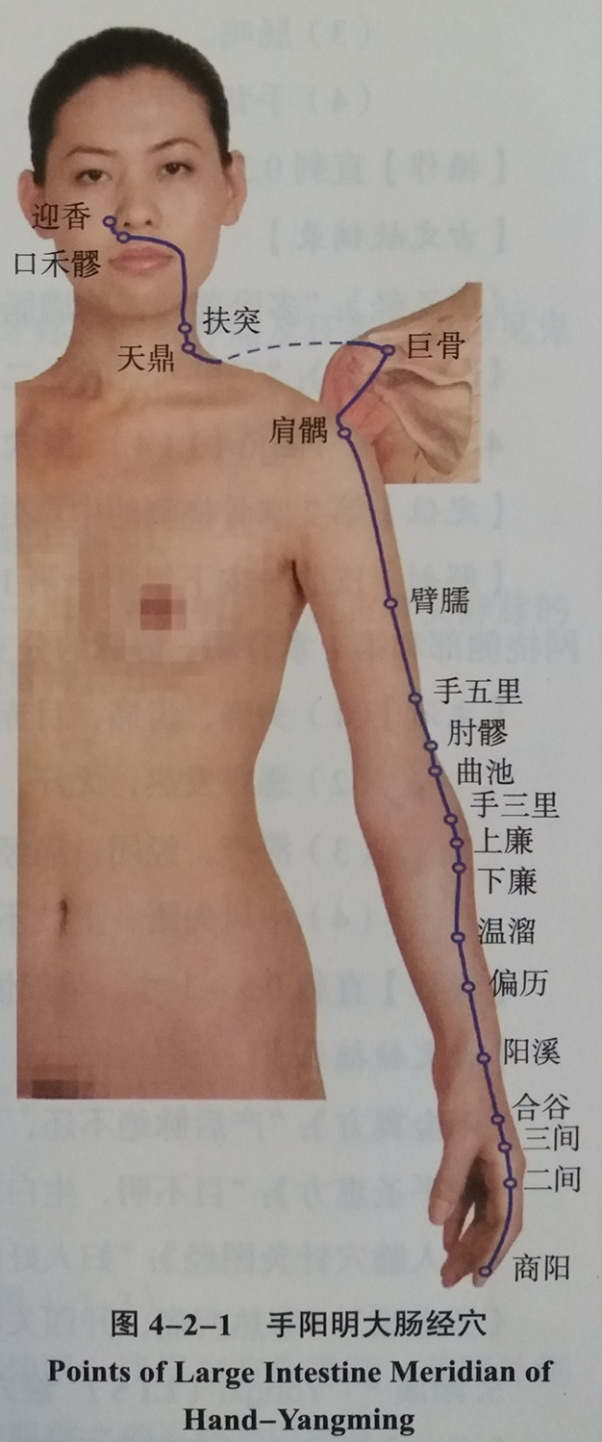 迎香
口禾髎
扶突
天鼎
巨骨
肩髃
臂臑
手五里
肘髎
曲池
手三里
上廉
下廉
温溜
偏历
阳溪
合谷
三间
二间
商阳
图 4-2-1 手阳明大肠经穴
Points of Large Intestine Meridian of
Hand-Yangming